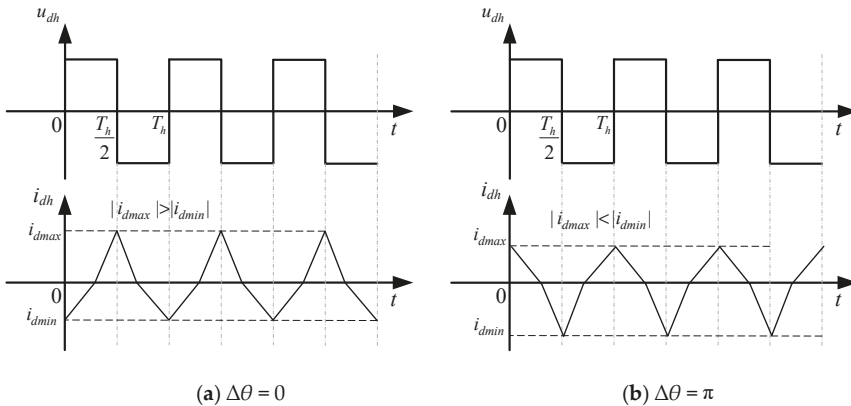 u_dh
0
T_h/2
T_h
t
i_dh
|i_dmax|>|i_dmin|
i_dmax
0
t
i_dmin
(a) Δθ = 0
u_dh
0
T_h/2
T_h
t
i_dh
|i_dmax|<|i_dmin|
i_dmax
0
t
i_dmin
(b) Δθ = π